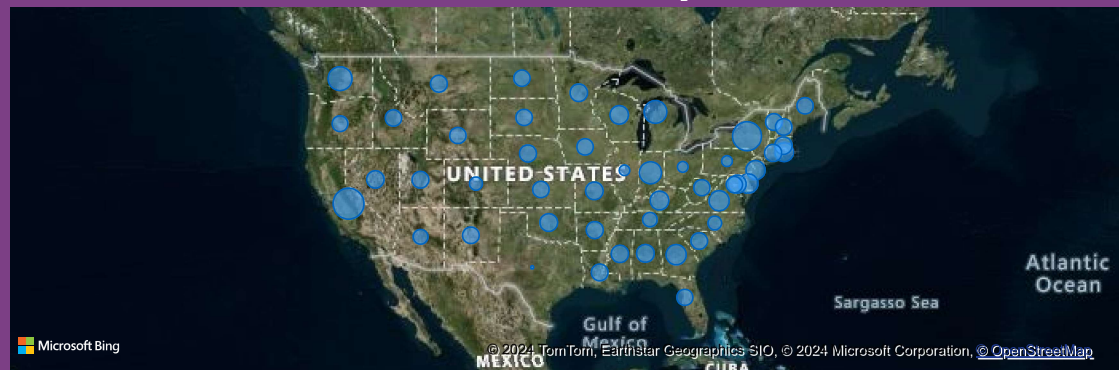 UNITED STATES
Atlantic
Ocean
Sargasso Sea
Gulf of
Mexico
Microsoft Bing
© 2024 TomTom, Earthstar Geographics SIO, © 2024 Microsoft Corporation, © OpenStreetMap
MEXICO
CUBA